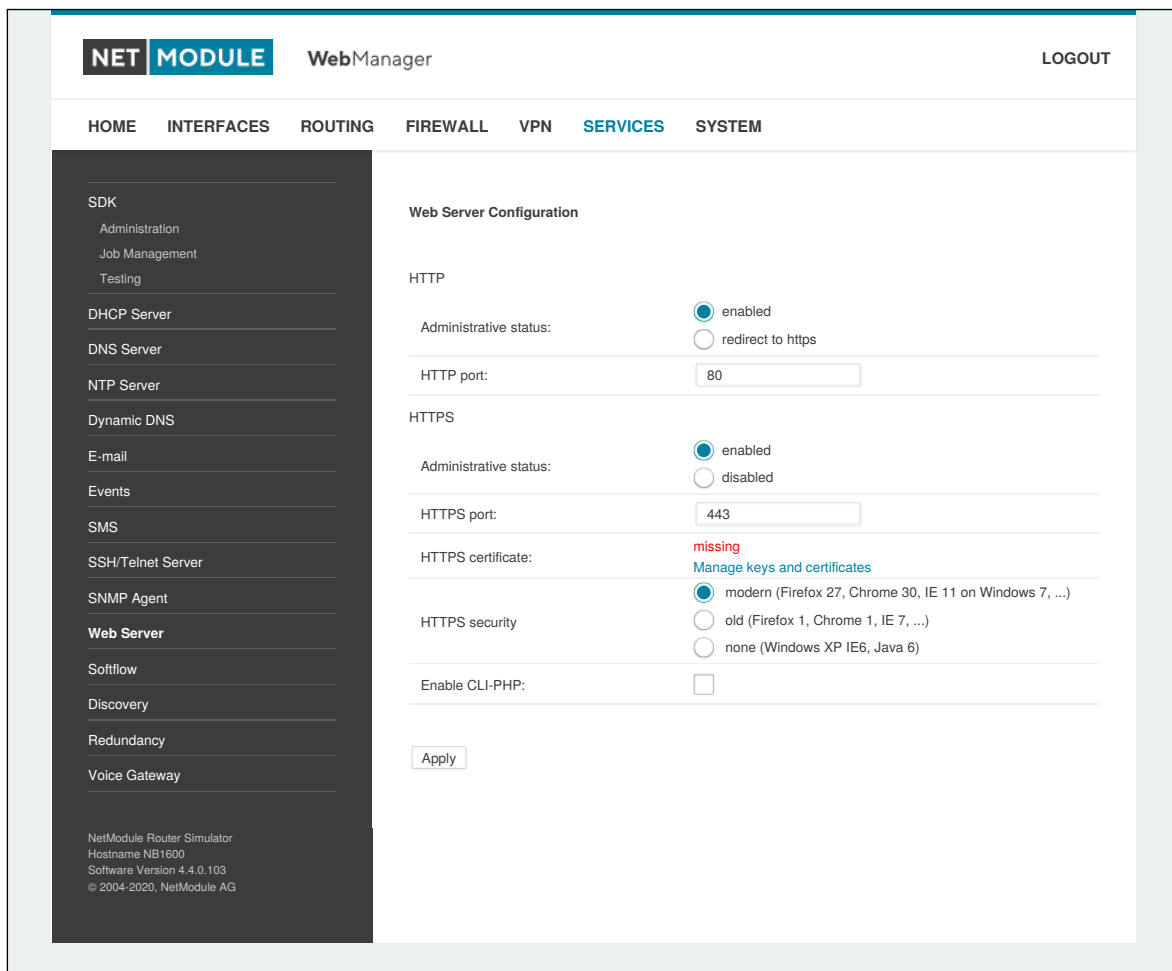 NET MODULE WebManager LOGOUT
HOME INTERFACES ROUTING FIREWALL VPN SERVICES SYSTEM
SDK
Administration
Job Management
Testing
DHCP Server
DNS Server
NTP Server
Dynamic DNS
E-mail
Events
SMS
SSH/Telnet Server
SNMP Agent
Web Server
Softflow
Discovery
Redundancy
Voice Gateway
NetModule Router Simulator
Hostname NB1600
Software Version 4.4.0.103
© 2004-2020, NetModule AG
Web Server Configuration
HTTP
Administrative status:
enabled
redirect to https
HTTP port: 80
HTTPS
Administrative status:
enabled
disabled
HTTPS port: 443
HTTPS certificate:
missing
Manage keys and certificates
HTTPS security
modern (Firefox 27, Chrome 30, IE 11 on Windows 7, ...)
old (Firefox 1, Chrome 1, IE 7, ...)
none (Windows XP IE6, Java 6)
Enable CLI-PHP:
Apply